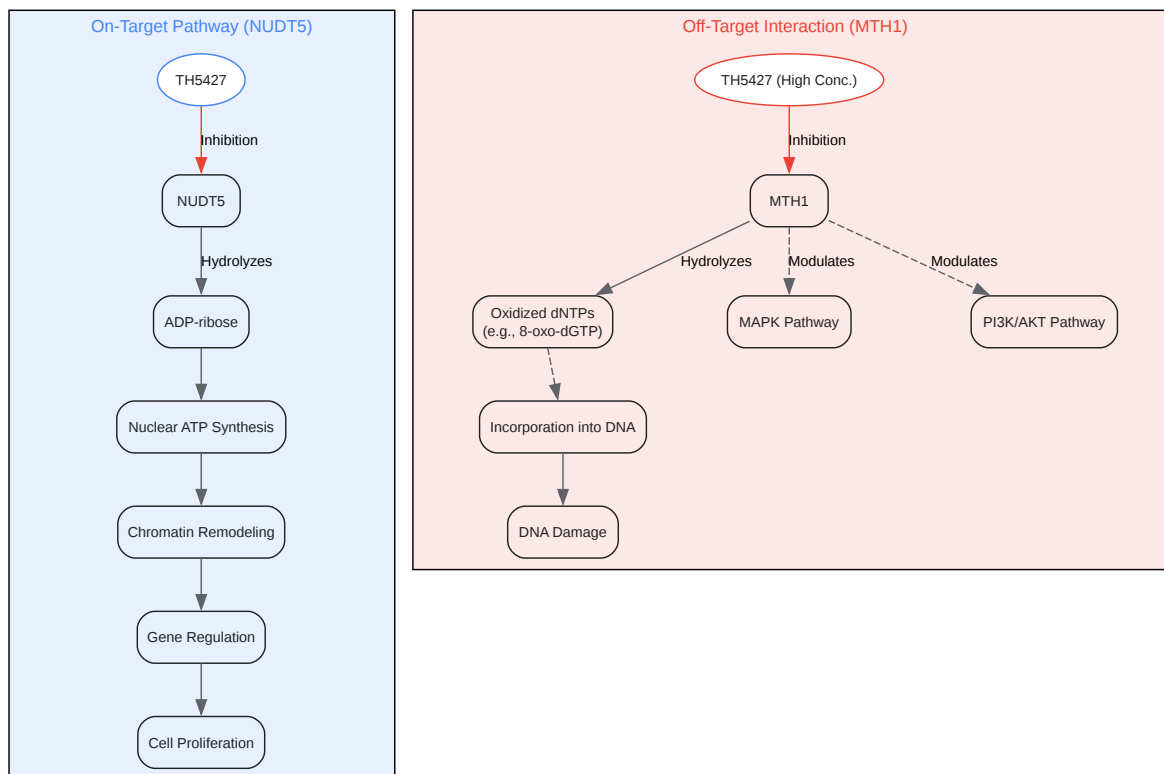 On-Target Pathway (NUDT5)
TH5427
Inhibition
NUDT5
Hydrolyzes
ADP-ribose
Nuclear ATP Synthesis
Chromatin Remodeling
Gene Regulation
Cell Proliferation
Off-Target Interaction (MTH1)
TH5427 (High Conc.)
Inhibition
MTH1
Hydrolyzes
Modulates
Modulates
Oxidized dNTPs
(e.g., 8-oxo-dGTP)
MAPK Pathway
PI3K/AKT Pathway
Incorporation into DNA
DNA Damage